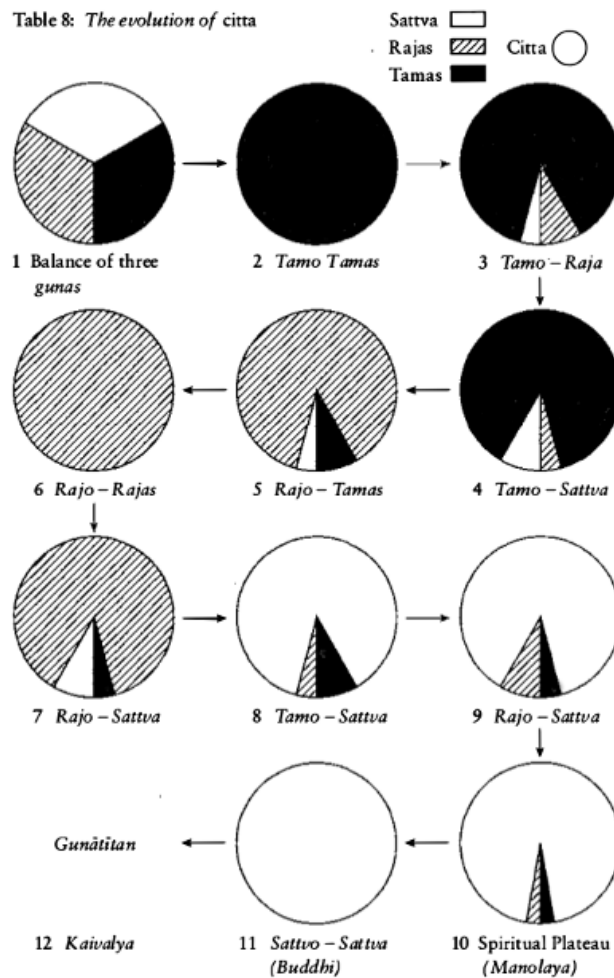 Table 8: The evolution of citta
Sattva
Rajas
Citta
Tamas
1 Balance of three
gunas
2 Tamo Tamas
3 Tamo – Raja
6 Rajo – Rajas
5 Rajo – Tamas
4 Tamo – Sattva
7 Rajo – Sattva
8 Tamo – Sattva
9 Rajo – Sattva
Gunātītan
12 Kaivalya
11 Sattvo – Sattva
(Buddhi)
10 Spiritual Plateau
(Manolaya)